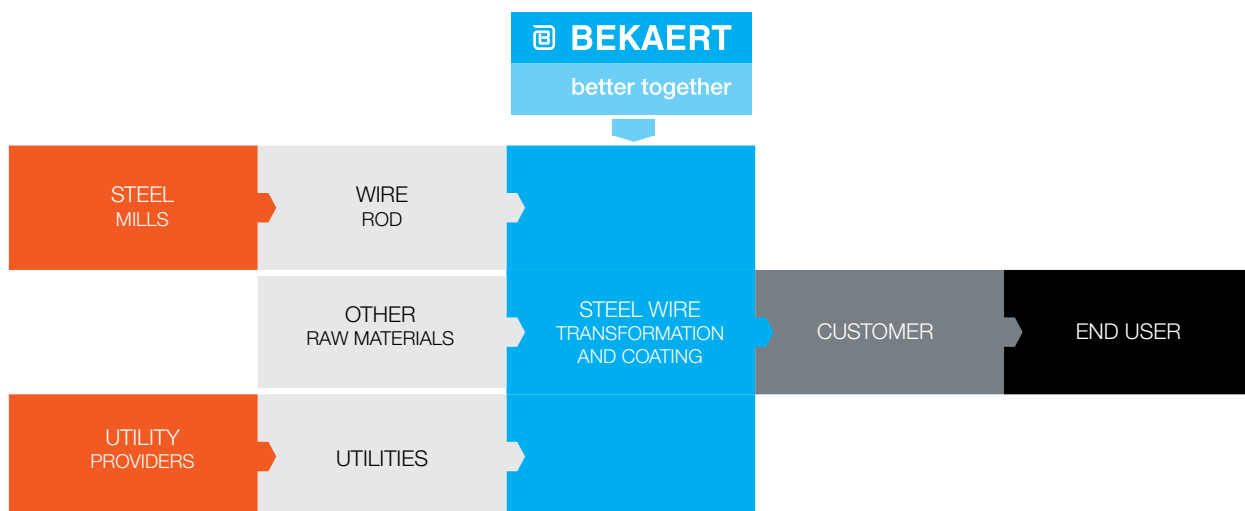 BEKAERT
better together
STEEL
MILLS
WIRE
ROD
OTHER
RAW MATERIALS
STEEL WIRE
TRANSFORMATION
AND COATING
CUSTOMER
END USER
UTILITY
PROVIDERS
UTILITIES